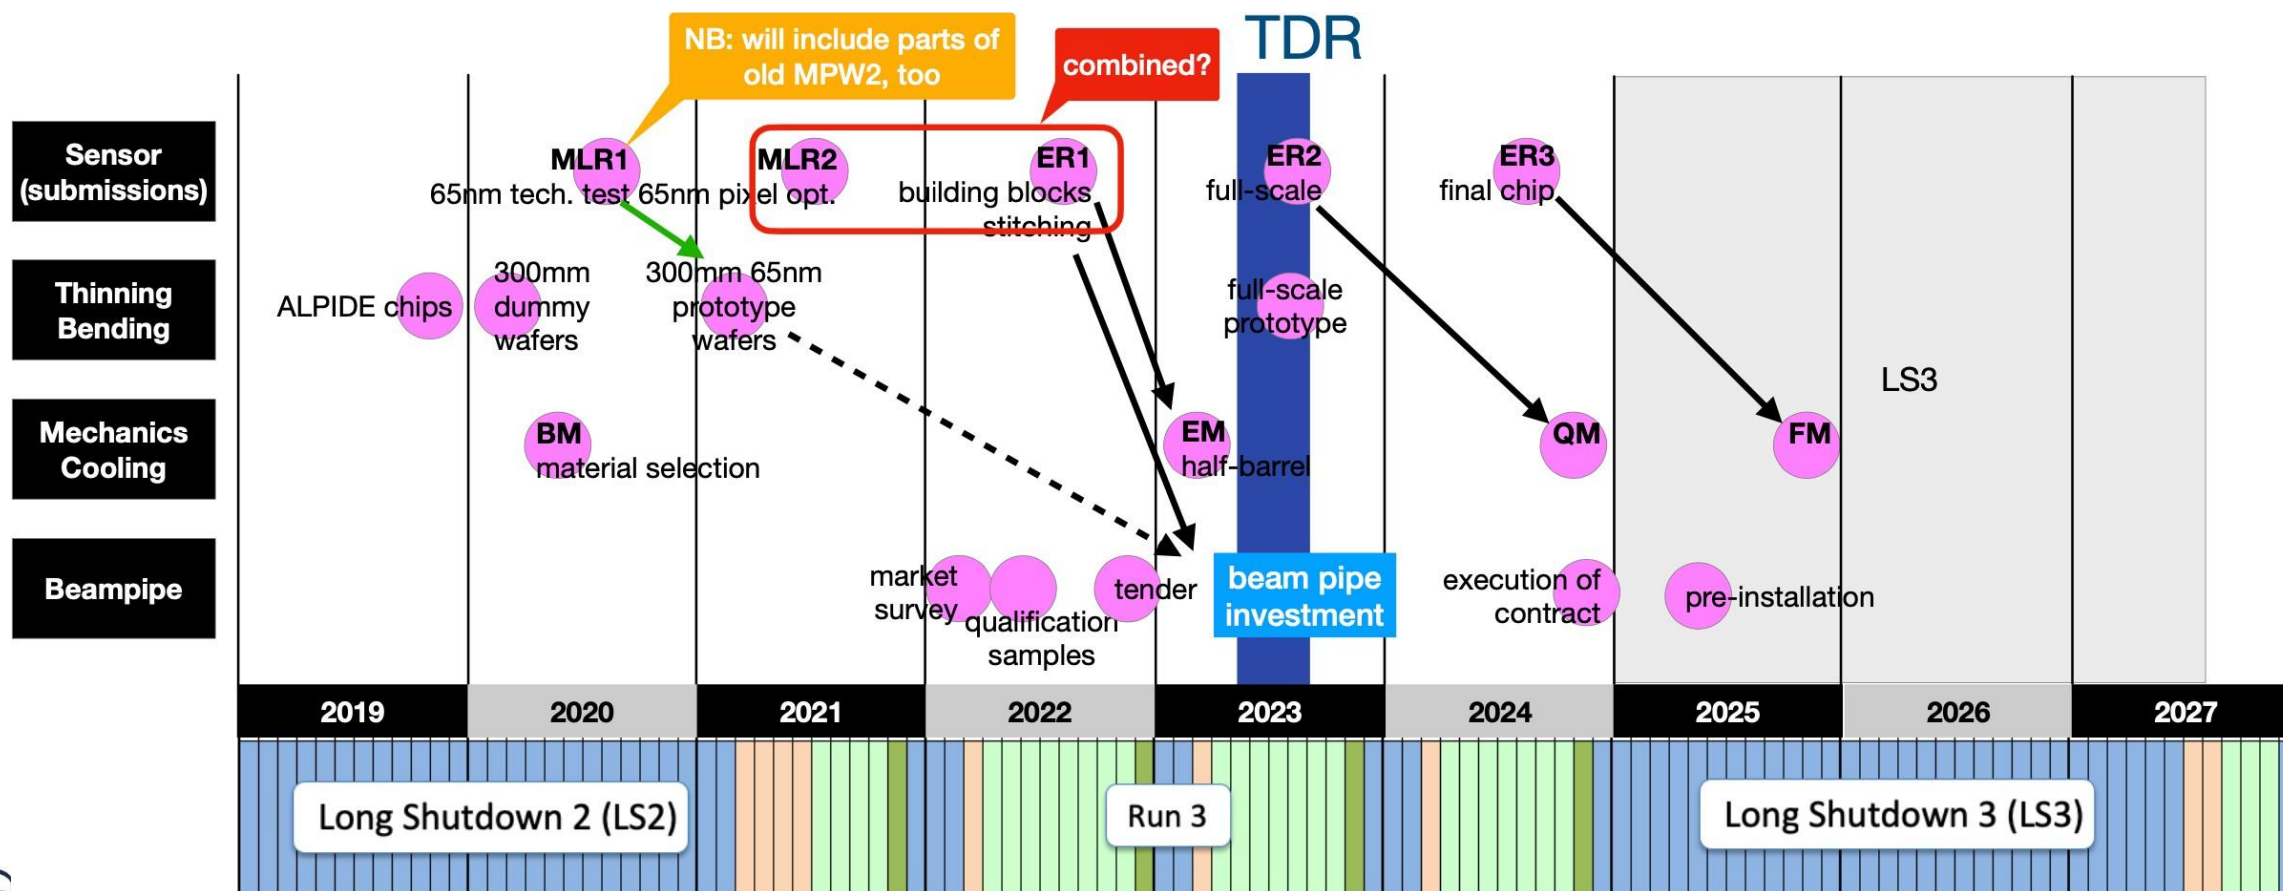 TDR
NB: will include parts of
old MPW2, too
combined?
Sensor
(submissions)
MLR1
65nm tech. test
MLR2
65nm pixel opt.
ER1
building blocks
stitching
ER2
full-scale
ER3
final chip
Thinning
Bending
ALPIDE chips
300mm
dummy
wafers
300mm 65nm
prototype
wafers
full-scale
prototype
LS3
Mechanics
Cooling
BM
material selection
EM
half-barrel
QM
FM
Beampipe
market
survey
qualification
samples
tender
beam pipe
investment
execution of
contract
pre-installation
2019
2020
2021
2022
2023
2024
2025
2026
2027
Long Shutdown 2 (LS2)
Run 3
Long Shutdown 3 (LS3)